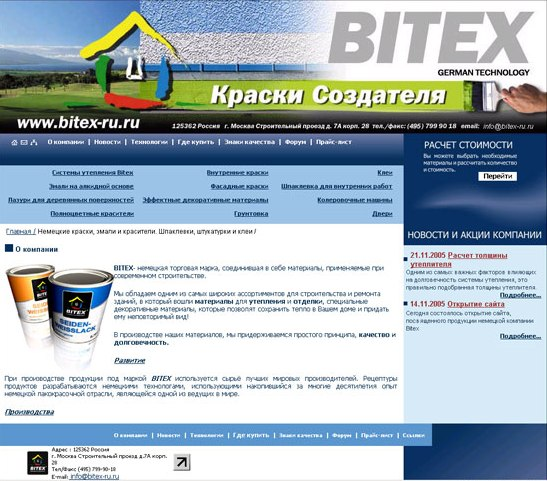 BITEX
GERMAN TECHNOLOGY
Краски Создателя
www.bitex-ru.ru
125362 Россия г. Москва Строительный проезд д.7А корп. 28 тел./факс: (495) 799 90 18 email: info@bitex-ru.ru
О компании | Новости | Технологии | Где купить | Знаки качества | Форум | Прайс-лист
РАСЧЕТ СТОИМОСТИ
Вы можете выбрать необходимые
материалы и рассчитать количество
и стоимость.
Перейти
Системы утепления Bitex Внутренние краски Клеи
Эмали на алкидной основе Фасадные краски Шпаклевка для внутренних работ
Лазури для деревянных поверхностей Эффектные декоративные материалы Колеровочные машины
Полноцветные красители Грунтовка Двери
Главная / Немецкие краски, эмали и красители. Шпаклевки, штукатурки и клеи /
О компании
BITEX
SEIDEN-
WEISSLACK
BITEX- немецкая торговая марка, соединившая в себе материалы, применяемые при
современном строительстве.
Мы обладаем одним из самых широких ассортиментов для строительства и ремонта
зданий, в который вошли материалы для утепления и отделки, специальные
декоративные материалы, которые позволят сохранить тепло в Вашем доме и придать
ему неповторимый вид!
В производстве наших материалов, мы придерживаемся простого принципа, качество и
долговечность.
Развитие
При производстве продукции под маркой BITEX используется сырьё лучших мировых производителей. Рецептуры
продуктов разрабатываются немецкими технологами, использующими накопившийся за многие десятилетия опыт
немецкой лакокрасочной отрасли, являющейся одной из ведущих в мире.
Производства
НОВОСТИ И АКЦИИ КОМПАНИИ
21.11.2005 Расчет толщины
утеплителя
Одним из самых важных факторов влияющих
на долговечность системы утепления, это
правильно подобранная толщины утеплителя.
Подробнее...
14.11.2005 Открытие сайта
Сегодня состоялось открытие сайта,
посвященного продукции немецкой компании
Bitex
Подробнее...
О компании | Новости | Технологии | Где купить | Знаки качества | Форум | Прайс-лист | Ссылки
BITEX
Адрес : 125362 Россия
г. Москва Строительный проезд д.7А корп.
28
Тел/Факс (495) 799-90-18
E-mail: info@bitex-ru.ru